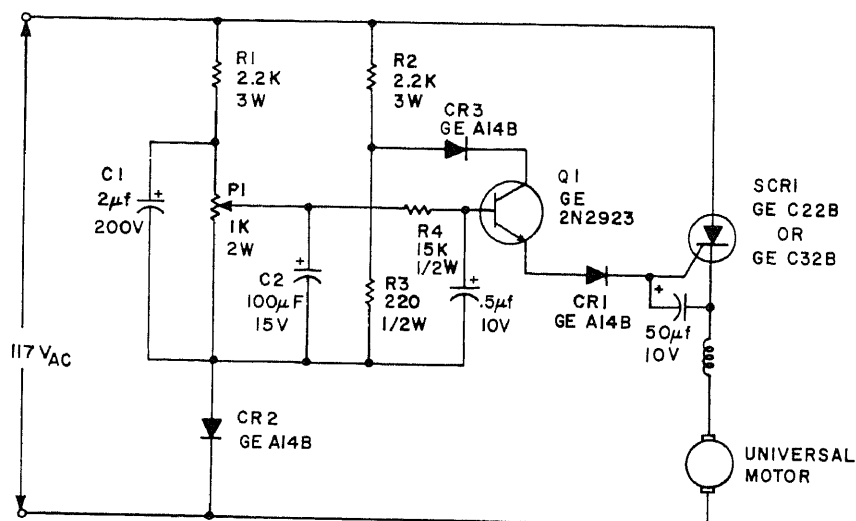 R1
2.2K
3W
R2
2.2K
3W
CR3
GE A14B
C1
2µf
200V
+
P1
1K
2W
Q1
GE
2N2923
SCR1
GE C22B
OR
GE C32B
R4
15K
1/2W
+
C2
100µF
15V
R3
220
1/2W
+
.5µf
10V
CR1
GE A14B
+
50µf
10V
117 VAC
CR2
GE A14B
UNIVERSAL
MOTOR